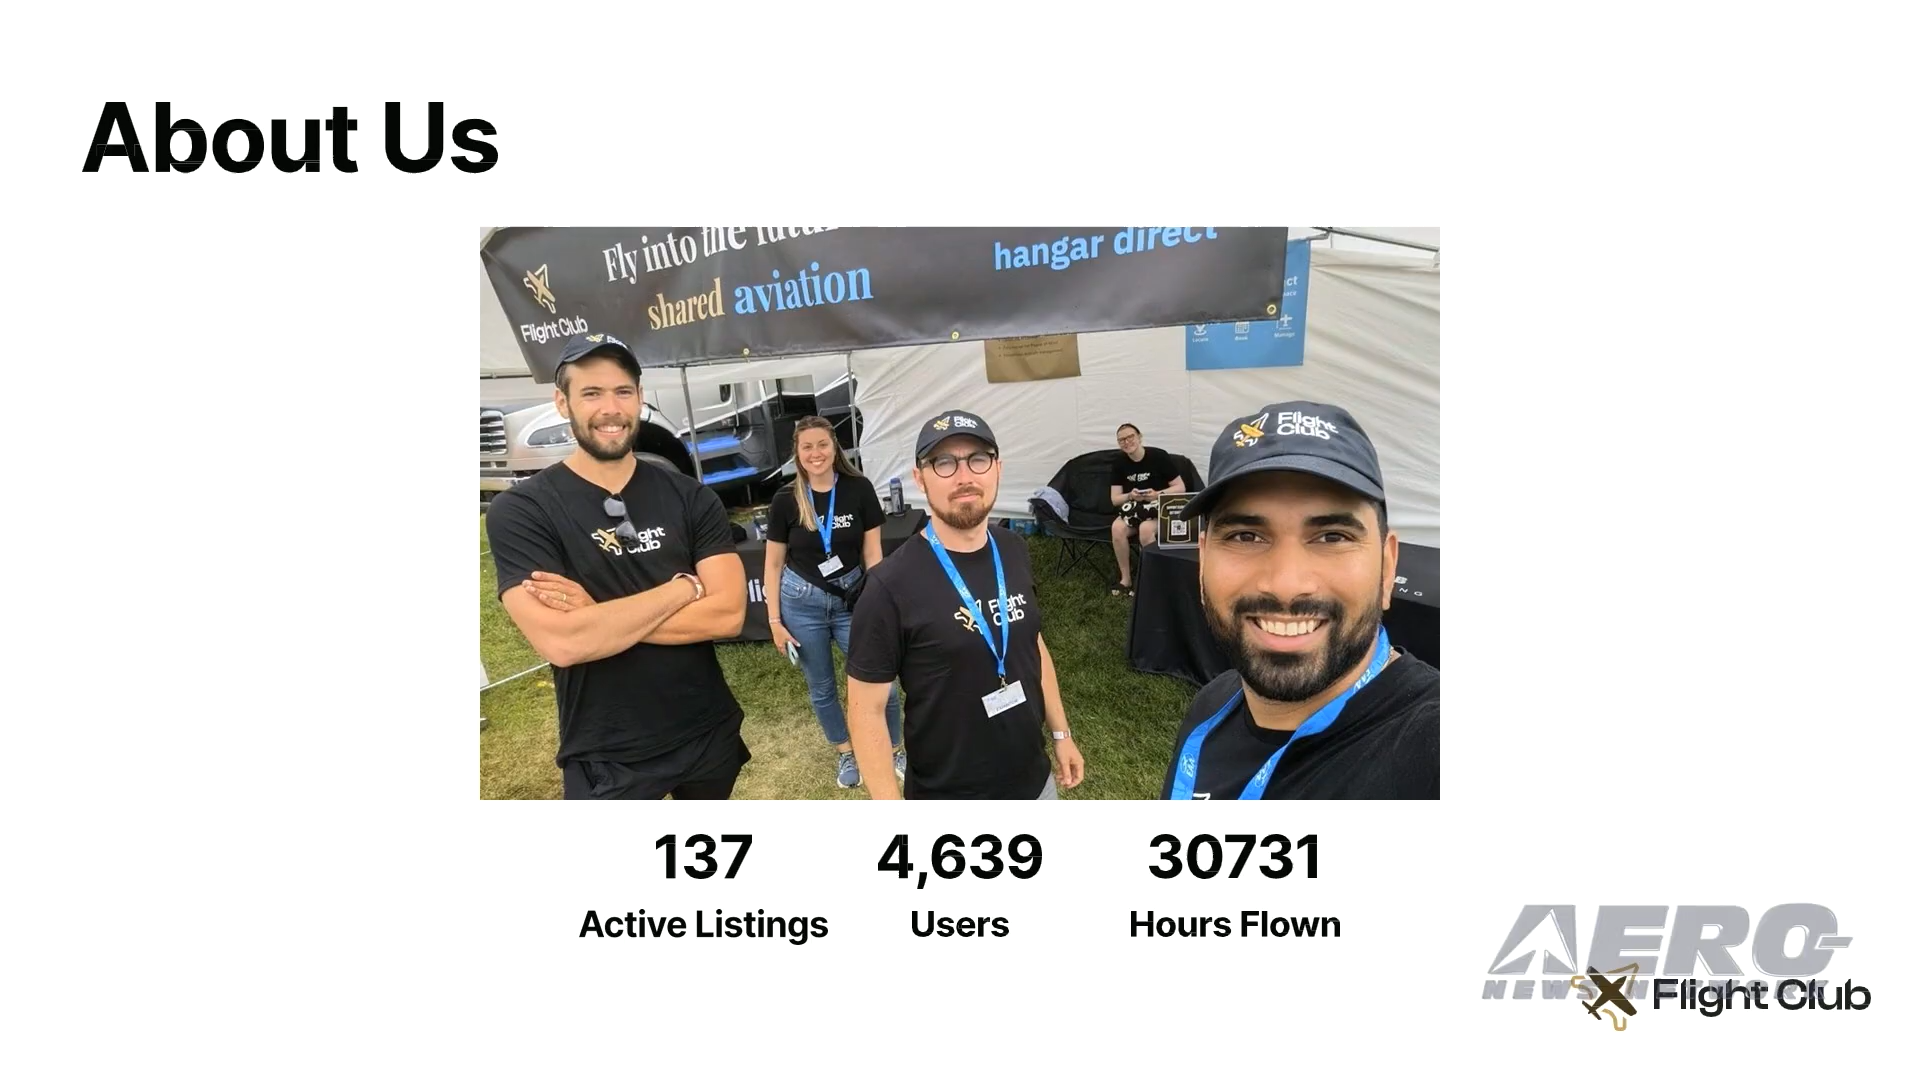 About Us
Fly into the
hangar direct
shared aviation
Flight Club
Flight
Club
Flight
Club
Flight
Club
Flight
Club
137
4,639
30731
Active Listings
Users
Hours Flown
AERO-
NEWS NETWORK
Flight Club